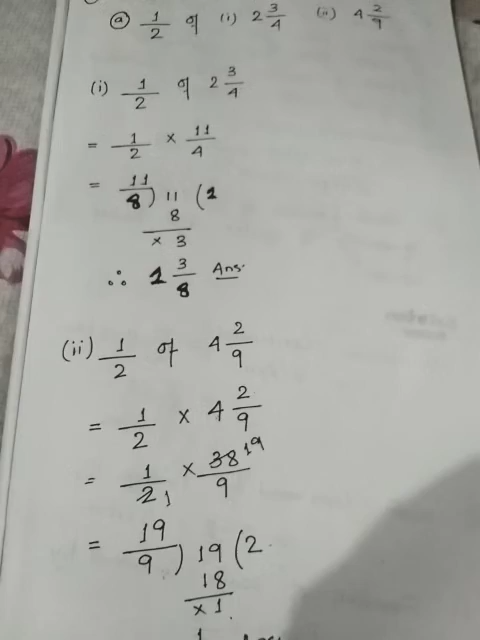 (a) 1/2 of (i) 2 3/4 (ii) 4 2/9
(i) 1/2 of 2 3/4
= 1/2 × 11/4
= 11/8 ) 11 ( 1
8
× 3
∴ 1 3/8 Ans.
(ii) 1/2 of 4 2/9
= 1/2 × 4 2/9
= 1/2 1 × 38 19/9
= 19/9 ) 19 ( 2
18
× 1